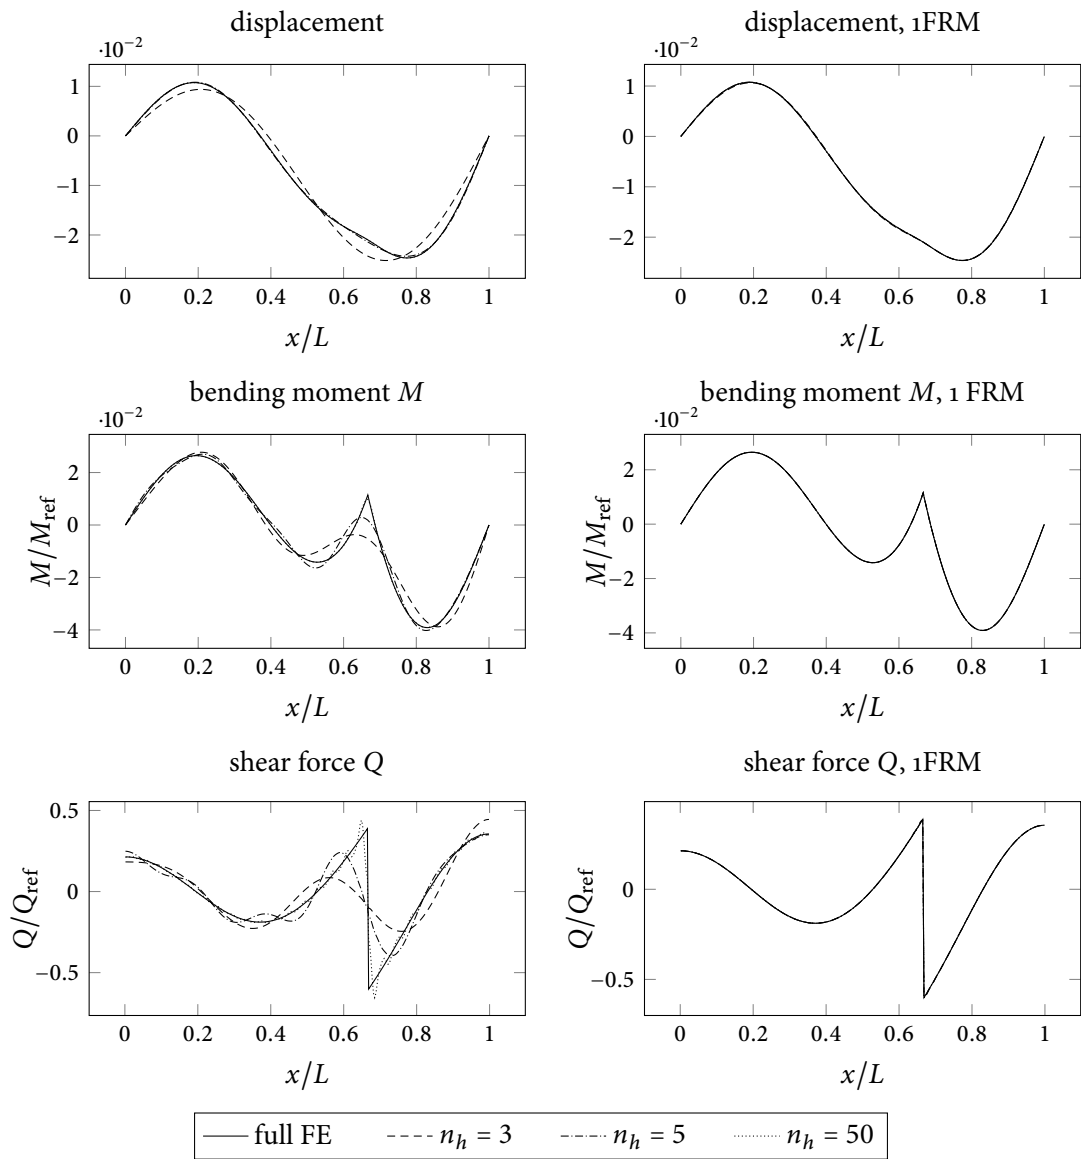 displacement
displacement, 1FRM
·10⁻²
·10⁻²
1
0
−1
−2
1
0
−1
−2
0 0.2 0.4 0.6 0.8 1
0 0.2 0.4 0.6 0.8 1
x/L
x/L
bending moment M
bending moment M, 1 FRM
·10⁻²
·10⁻²
M/M_ref
2
0
−2
−4
M/M_ref
2
0
−2
−4
0 0.2 0.4 0.6 0.8 1
0 0.2 0.4 0.6 0.8 1
x/L
x/L
shear force Q
shear force Q, 1FRM
Q/Q_ref
0.5
0
−0.5
Q/Q_ref
0
−0.5
0 0.2 0.4 0.6 0.8 1
0 0.2 0.4 0.6 0.8 1
x/L
x/L
full FE n_h = 3 n_h = 5 n_h = 50